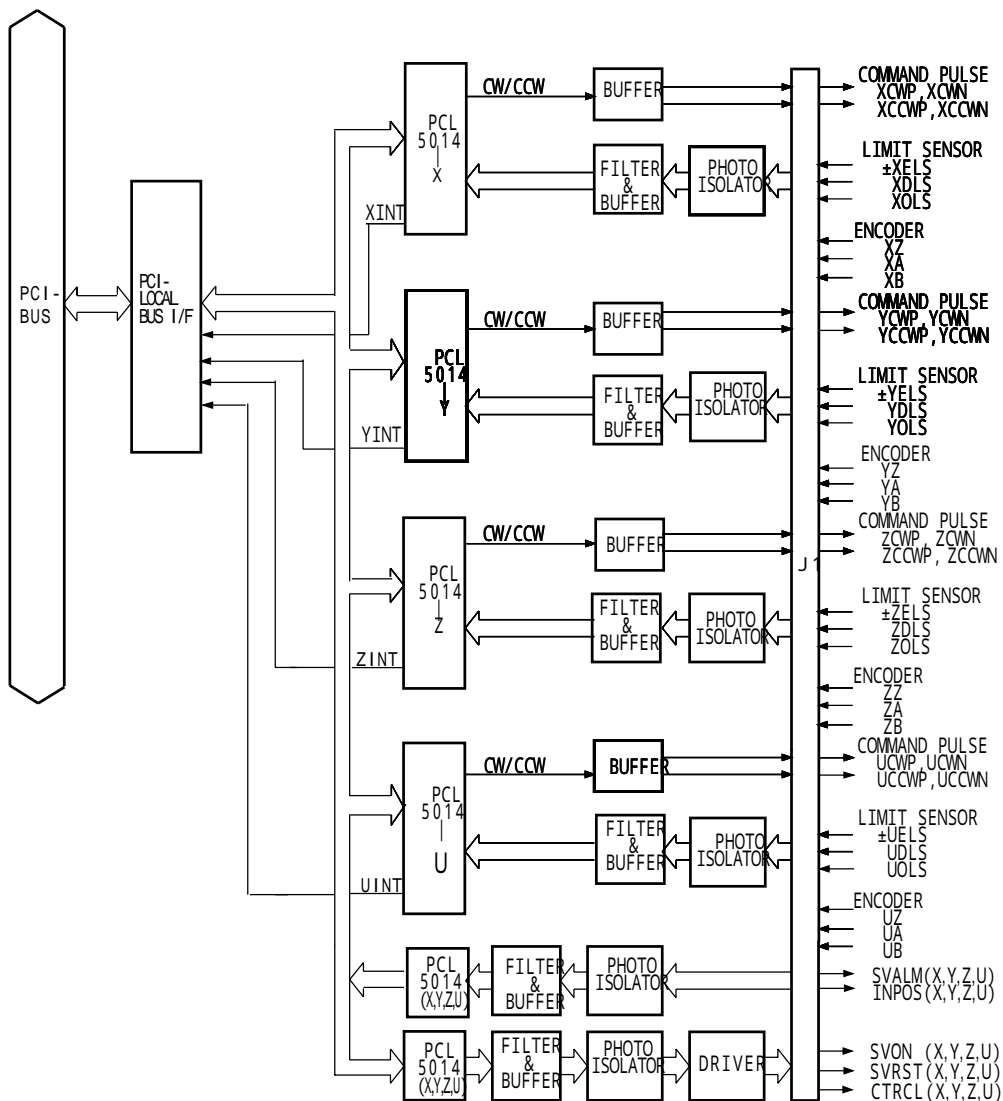 PCI-
BUS
PCI-
LOCAL
BUS I/F
XINT
YINT
ZINT
UINT
PCL
5014
|
X
CW/CCW
BUFFER
FILTER
&
BUFFER
PHOTO
ISOLATOR
COMMAND PULSE
XCWP,XCWN
XCCWP,XCCWN
LIMIT SENSOR
±XELS
XDLS
XOLS
ENCODER
XZ
XA
XB
PCL
5014
Y
CW/CCW
BUFFER
FILTER
&
BUFFER
PHOTO
ISOLATOR
COMMAND PULSE
YCWP,YCWN
YCCWP,YCCWN
LIMIT SENSOR
±YELS
YDLS
YOLS
ENCODER
YZ
YA
YB
PCL
5014
|
Z
CW/CCW
BUFFER
FILTER
&
BUFFER
PHOTO
ISOLATOR
J1
COMMAND PULSE
ZCWP, ZCWN
ZCCWP, ZCCWN
LIMIT SENSOR
±ZELS
ZDLS
ZOLS
ENCODER
ZZ
ZA
ZB
PCL
5014
|
U
CW/CCW
BUFFER
FILTER
&
BUFFER
PHOTO
ISOLATOR
COMMAND PULSE
UCWP,UCWN
UCCWP,UCCWN
LIMIT SENSOR
±UELS
UDLS
UOLS
ENCODER
UZ
UA
UB
PCL
5014
(X,Y,Z,U)
FILTER
&
BUFFER
PHOTO
ISOLATOR
SVALM(X,Y,Z,U)
INPOS(X,Y,Z,U)
PCL
5014
(X,Y,Z,U)
FILTER
&
BUFFER
PHOTO
ISOLATOR
DRIVER
SVON (X,Y,Z,U)
SVRST(X,Y,Z,U)
CTRCL(X,Y,Z,U)